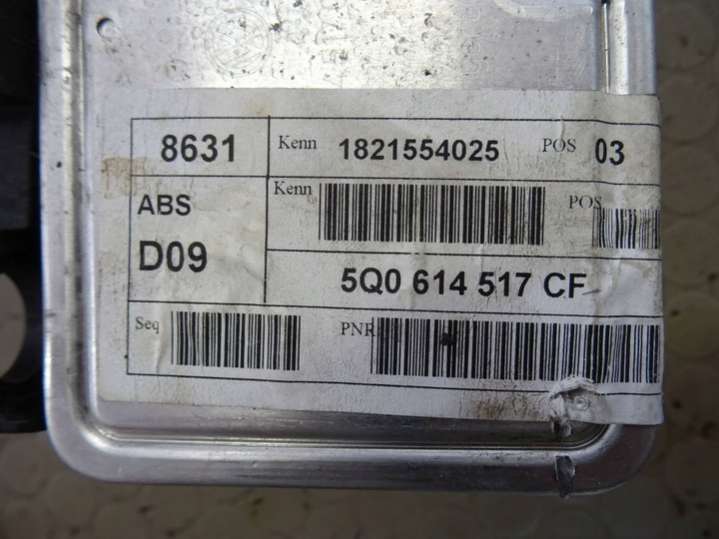 8631 Kenn 1821554025 POS 03
Kenn POS
ABS
D09
5Q0 614 517 CF
Seq PNR